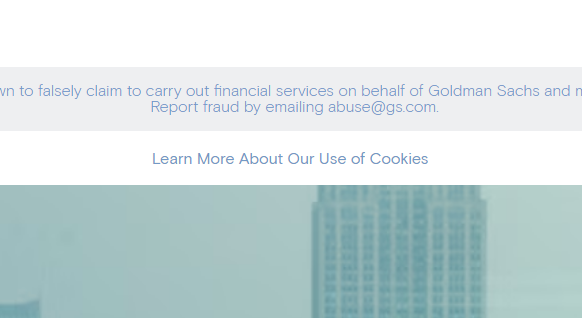 to falsely claim to carry out financial services on behalf of Goldman Sachs and
Report fraud by emailing abuse@gs.com.
Learn More About Our Use of Cookies